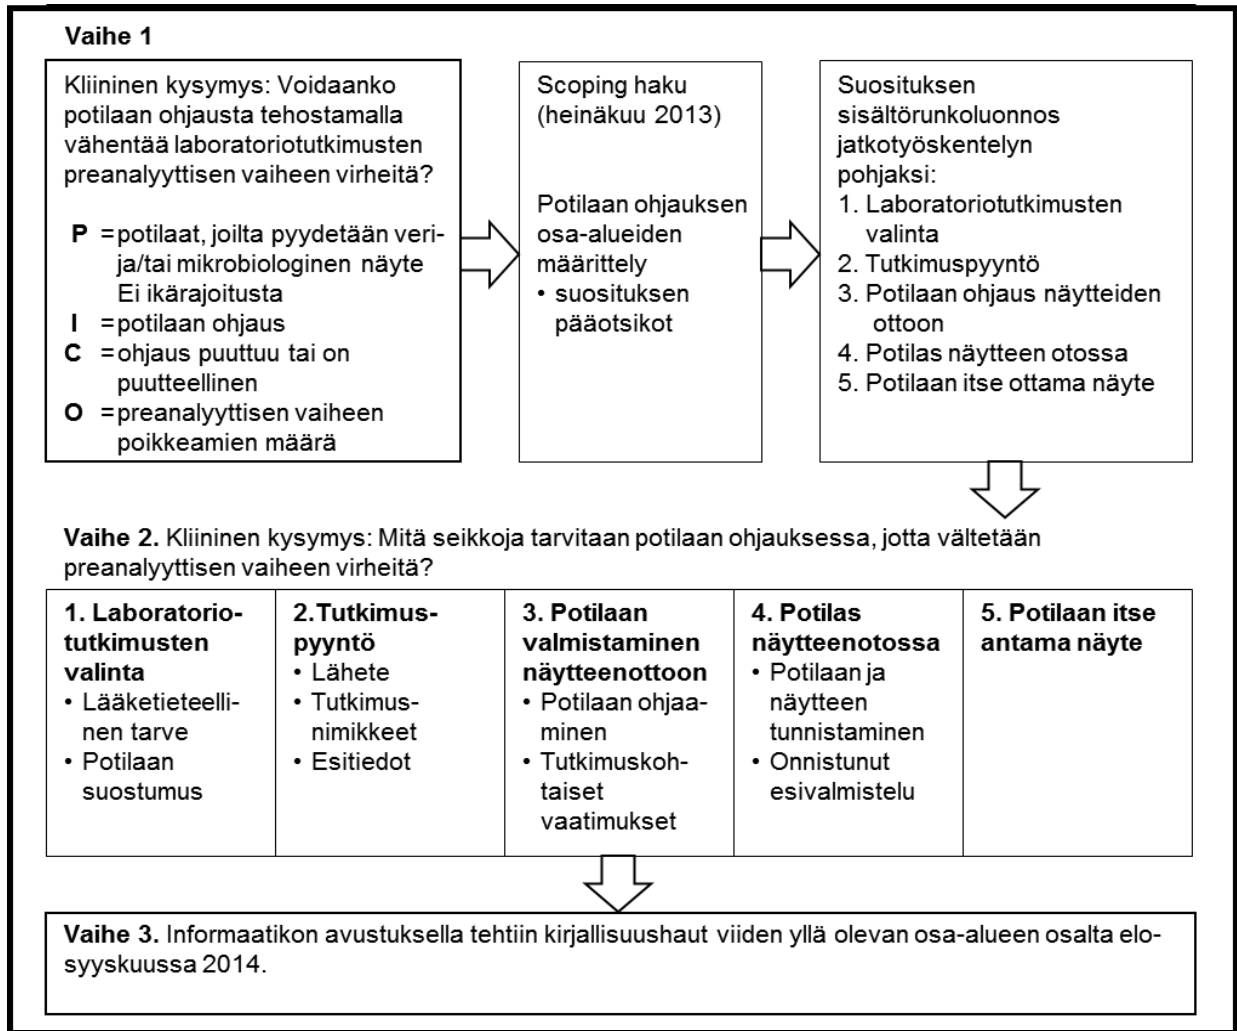 Vaihe 1
Kliininen kysymys: Voidaanko
potilaan ohjausta tehostamalla
vähentää laboratoriotutkimusten
preanalyyttisen vaiheen virheitä?
P = potilaat, joilta pyydetään veri-
ja/tai mikrobiologinen näyte
Ei ikärajoitusta
I = potilaan ohjaus
C = ohjaus puuttuu tai on
puutteellinen
O = preanalyyttisen vaiheen
poikkeamien määrä
Scoping haku
(heinäkuu 2013)
Potilaan ohjauksen
osa-alueiden
määrittely
• suosituksen
pääotsikot
Suosituksen
sisältörunkoluonnos
jatkotyöskentelyn
pohjaksi:
1. Laboratoriotutkimusten
valinta
2. Tutkimuspyyntö
3. Potilaan ohjaus näytteiden
ottoon
4. Potilas näytteen otossa
5. Potilaan itse ottama näyte
Vaihe 2. Kliininen kysymys: Mitä seikkoja tarvitaan potilaan ohjauksessa, jotta vältetään
preanalyyttisen vaiheen virheitä?
1. Laboratorio-
tutkimusten
valinta
• Lääketieteelli-
nen tarve
• Potilaan
suostumus
2.Tutkimus-
pyyntö
• Lähete
• Tutkimus-
nimikkeet
• Esitiedot
3. Potilaan
valmistaminen
näytteenottoon
• Potilaan ohjaa-
minen
• Tutkimuskoh-
taiset
vaatimukset
4. Potilas
näytteenotossa
• Potilaan ja
näytteen
tunnistaminen
• Onnistunut
esivalmistelu
5. Potilaan itse
antama näyte
Vaihe 3. Informaatikon avustuksella tehtiin kirjallisuushaut viiden yllä olevan osa-alueen osalta elo-
syyskuussa 2014.